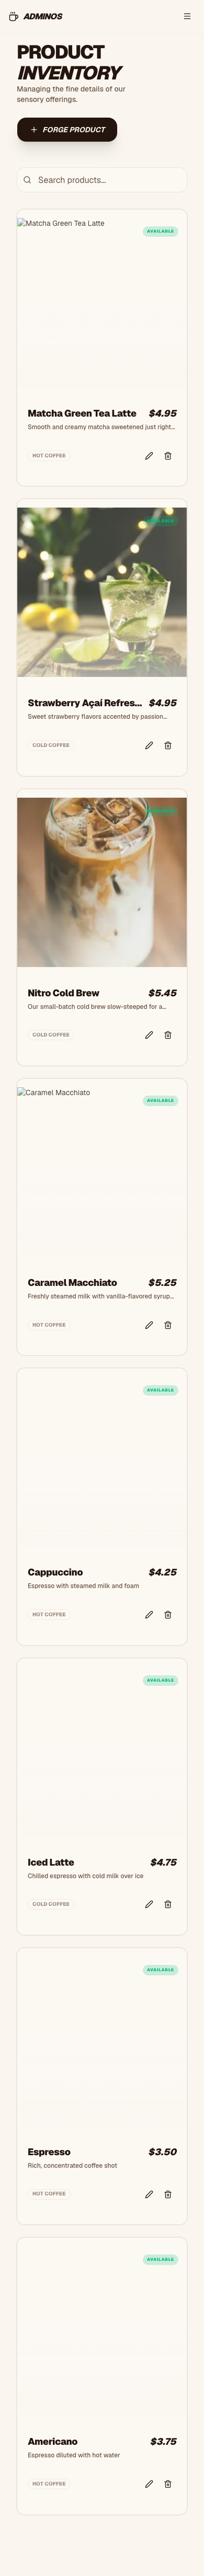 ADMINOS
PRODUCT
INVENTORY
Managing the fine details of our
sensory offerings.
FORGE PRODUCT
Search products...
Matcha Green Tea Latte
AVAILABLE
Matcha Green Tea Latte $4.95
Smooth and creamy matcha sweetened just right...
HOT COFFEE
Strawberry Açaí Refres... $4.95
Sweet strawberry flavors accented by passion...
COLD COFFEE
Nitro Cold Brew $5.45
Our small-batch cold brew slow-steeped for a...
COLD COFFEE
Caramel Macchiato
AVAILABLE
Caramel Macchiato $5.25
Freshly steamed milk with vanilla-flavored syrup...
HOT COFFEE
AVAILABLE
Cappuccino $4.25
Espresso with steamed milk and foam
HOT COFFEE
AVAILABLE
Iced Latte $4.75
Chilled espresso with cold milk over ice
COLD COFFEE
AVAILABLE
Espresso $3.50
Rich, concentrated coffee shot
HOT COFFEE
AVAILABLE
Americano $3.75
Espresso diluted with hot water
HOT COFFEE